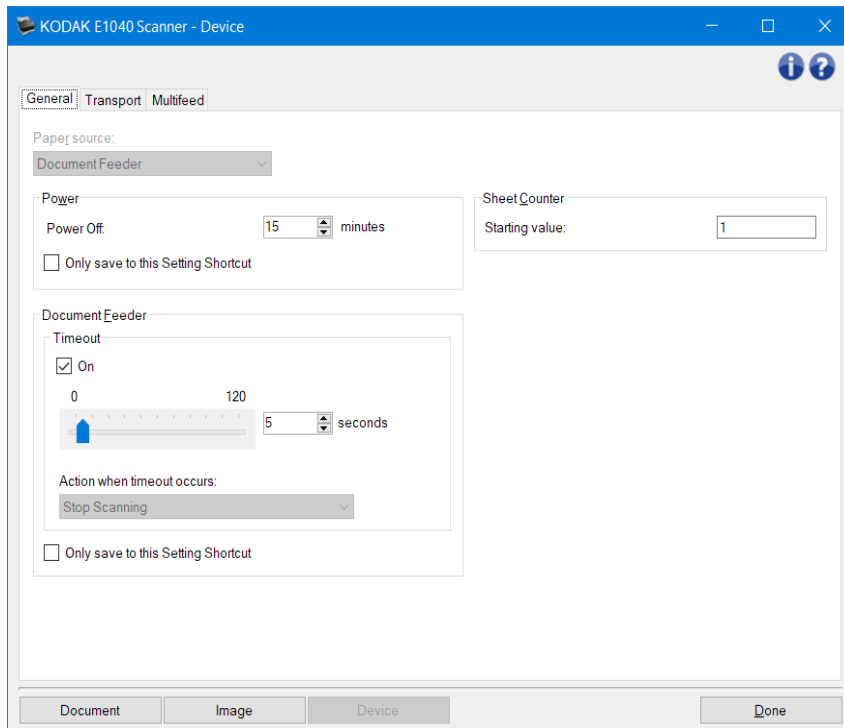 KODAK E1040 Scanner - Device
General Transport Multifeed
Paper source:
Document Feeder
Power
Power Off: 15 minutes
Only save to this Setting Shortcut
Sheet Counter
Starting value: 1
Document Feeder
Timeout
On
0 120
5 seconds
Action when timeout occurs:
Stop Scanning
Only save to this Setting Shortcut
Document Image Device Done